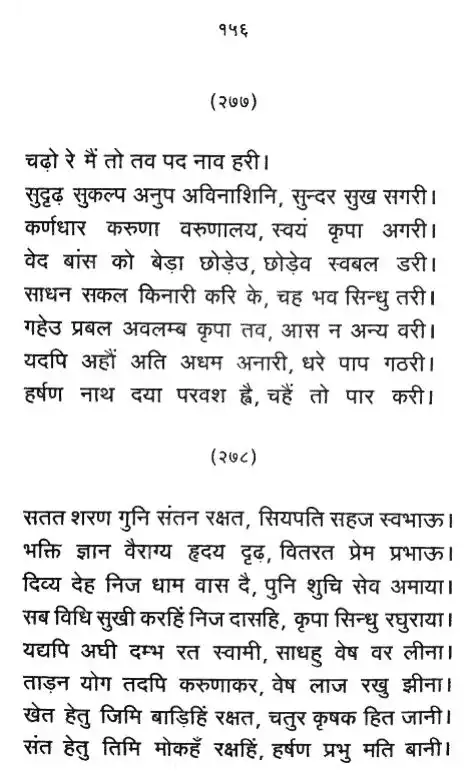 १५६
(२७७)
चढ़ो रे मैं तो तव पद नाव हरी।
सुदृढ़ सुकल्प अनुप अविनाशिनि, सुन्दर सुख सगरी।
कर्णधार करुणा वरुणालय, स्वयं कृपा अगरी।
वेद बांस को बेड़ा छोड़ेउ, छोड़ेव स्वबल डरी।
साधन सकल किनारी करि के, चह भव सिन्धु तरी।
गहेउ प्रबल अवलम्ब कृपा तव, आस न अन्य वरी।
यदपि अहौं अति अधम अनारी, धरे पाप गठरी।
हर्षण नाथ दया परवश ह्वै, चहैं तो पार करी।
(२७८)
सतत शरण गुनि संतन रक्षत, सियपति सहज स्वभाऊ।
भक्ति ज्ञान वैराग्य हृदय दृढ़, वितरत प्रेम प्रभाऊ।
दिव्य देह निज धाम वास दै, पुनि शुचि सेव अमाया।
सब विधि सुखी करहिं निज दासहि, कृपा सिन्धु रघुराया।
यद्यपि अघी दम्भ रत स्वामी, साधहु वेष वर लीना।
ताड़न योग तदपि करुणाकर, वेष लाज रखु झीना।
खेत हेतु जिमि बाड़िहिं रक्षत, चतुर कृषक हित जानी।
संत हेतु तिमि मोकहँ रक्षहिं, हर्षण प्रभु मति बानी।